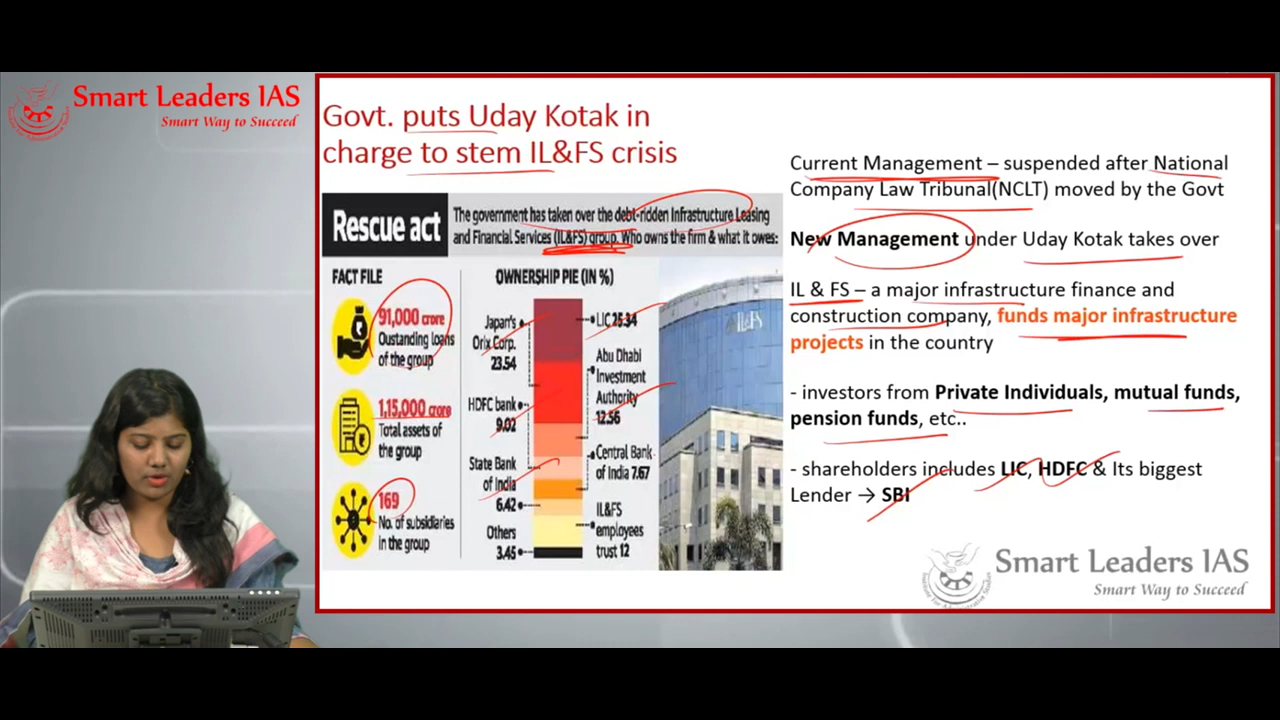 Smart Leaders IAS
Smart Way to Succeed
Govt. puts Uday Kotak in
charge to stem IL&FS crisis
Rescue act
The government has taken over the debt-ridden Infrastructure Leasing
and Financial Services (IL&FS) group. Who owns the firm & what it owes:
FACT FILE
91,000 crore
Oustanding loans
of the group
1,15,000 crore
Total assets of
the group
169
No. of subsidiaries
in the group
OWNERSHIP PIE (IN %)
Japan's
Orix Corp.
23.54
HDFC bank
9.02
State Bank
of India
6.42
Others
3.45
LIC 25.34
Abu Dhabi
Investment
Authority
12.56
Central Bank
of India 7.67
IL&FS
employees
trust 12
IL&FS
Current Management – suspended after National
Company Law Tribunal(NCLT) moved by the Govt
New Management under Uday Kotak takes over
IL & FS – a major infrastructure finance and
construction company, funds major infrastructure
projects in the country
- investors from Private Individuals, mutual funds,
pension funds, etc..
- shareholders includes LIC, HDFC & Its biggest
Lender → SBI
Smart Leaders IAS
Smart Way to Succeed